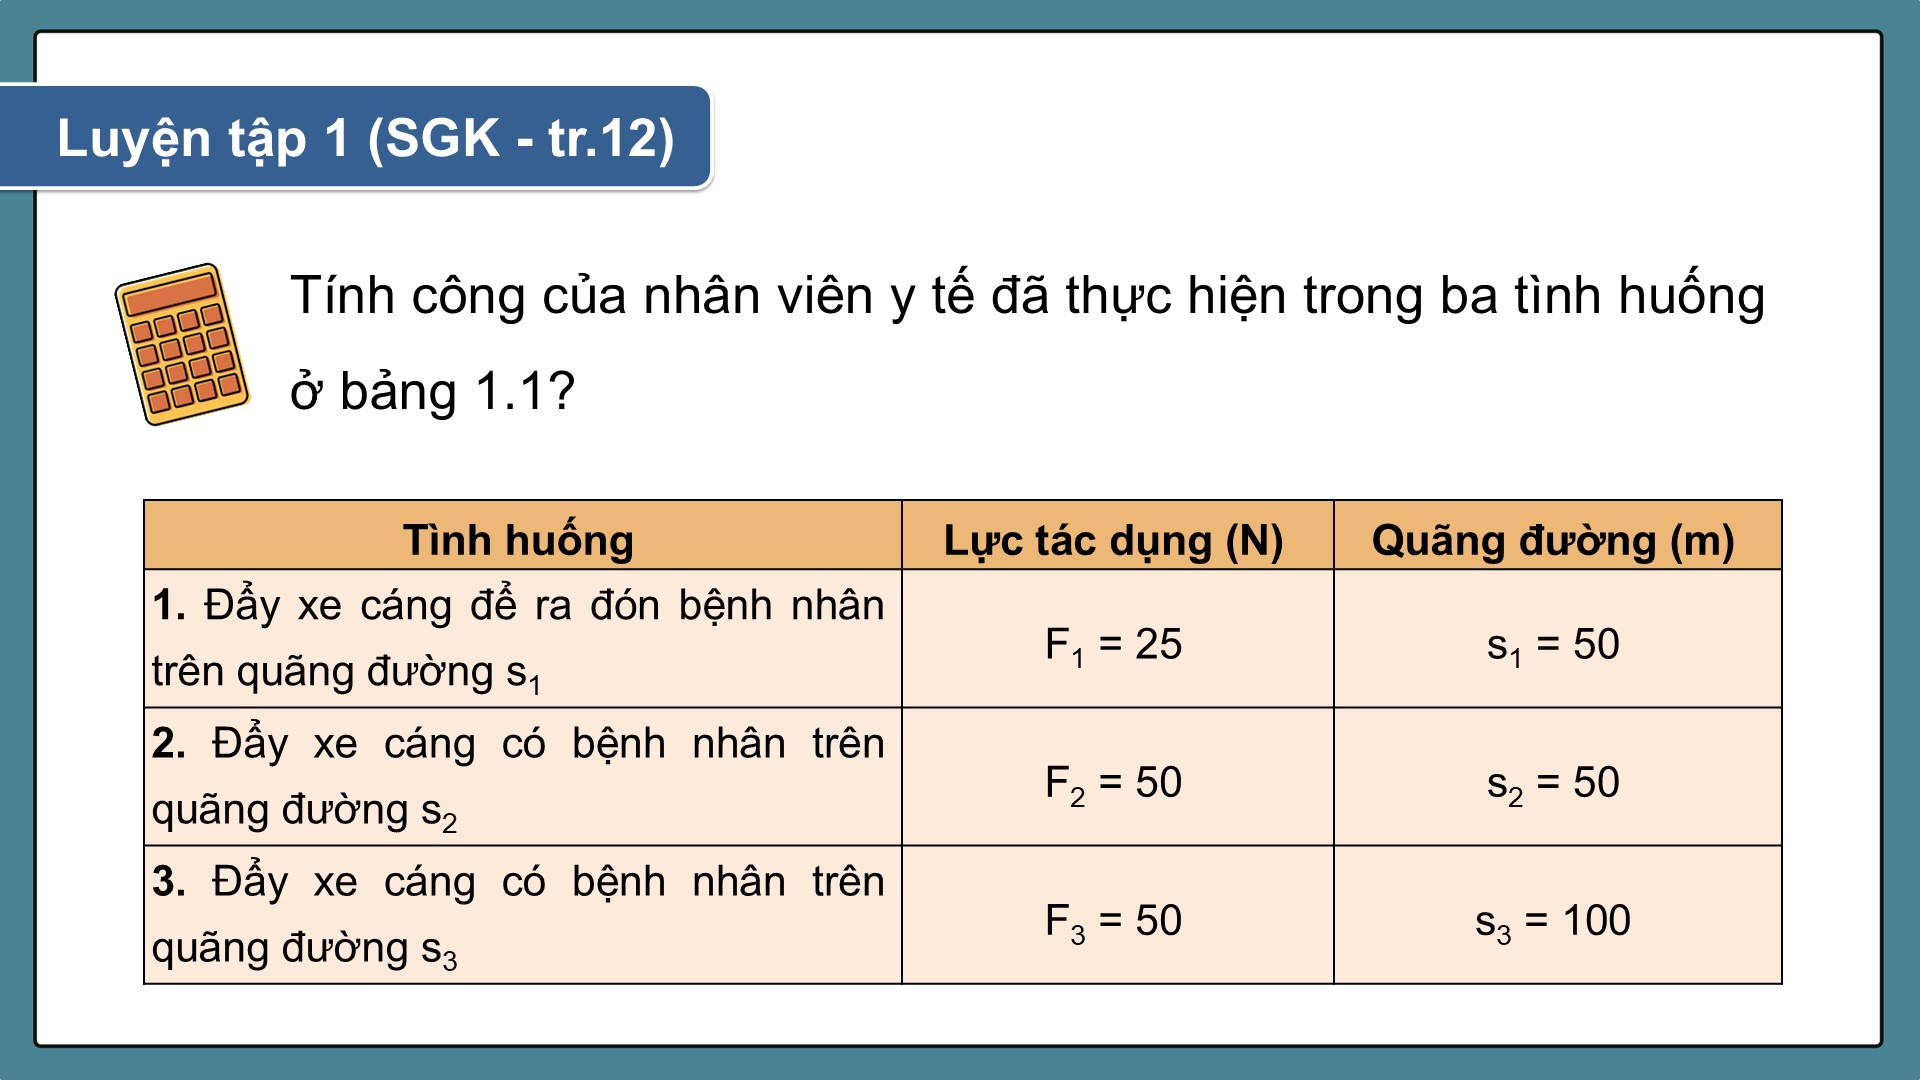 Luyện tập 1 (SGK - tr.12)
Tính công của nhân viên y tế đã thực hiện trong ba tình huống
ở bảng 1.1?
Tình huống Lực tác dụng (N) Quãng đường (m)
1. Đẩy xe cáng để ra đón bệnh nhân
trên quãng đường s₁
F₁ = 25
s₁ = 50
2. Đẩy xe cáng có bệnh nhân trên
quãng đường s₂
F₂ = 50
s₂ = 50
3. Đẩy xe cáng có bệnh nhân trên
quãng đường s₃
F₃ = 50
s₃ = 100